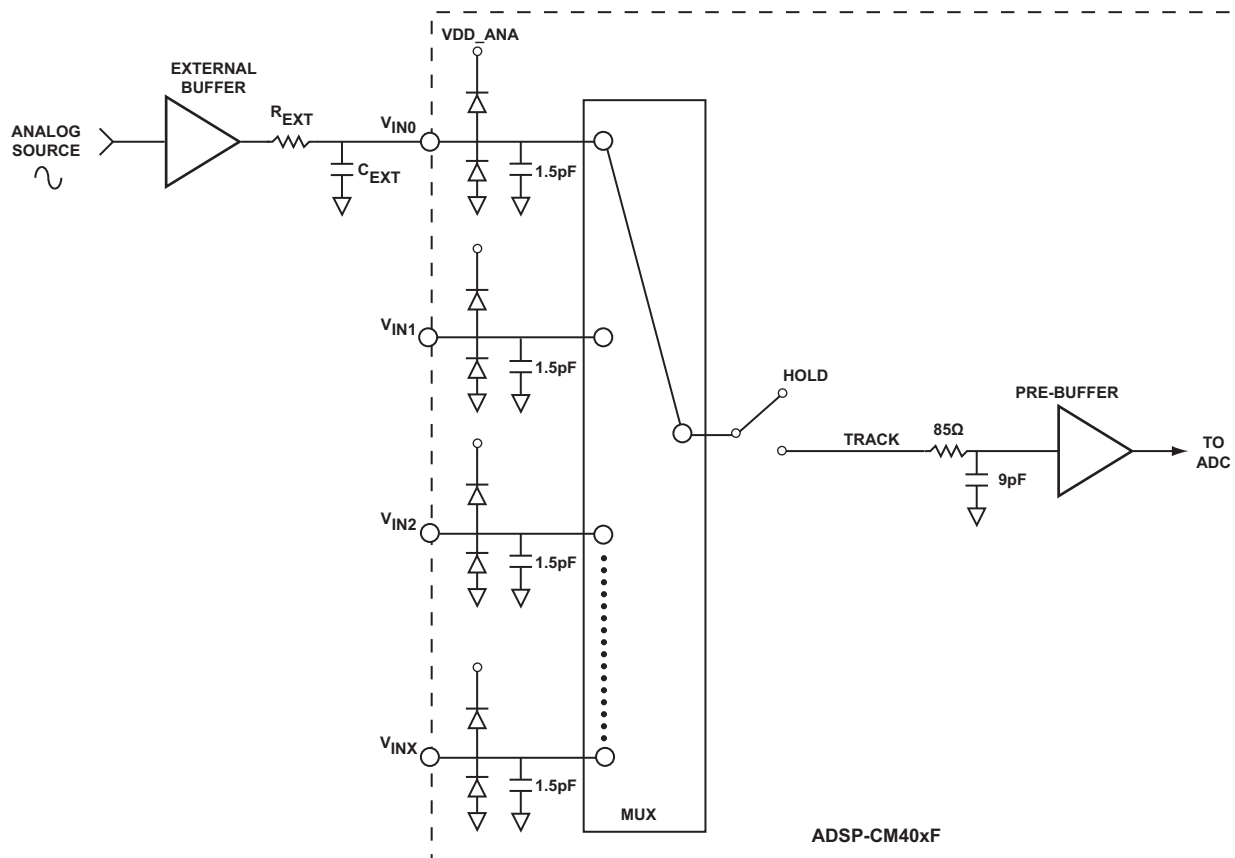 VDD_ANA
EXTERNAL
BUFFER
REXT
ANALOG
SOURCE
VIN0
CEXT
1.5pF
VIN1
1.5pF
HOLD
PRE-BUFFER
TRACK
85Ω
TO
ADC
9pF
VIN2
1.5pF
VINX
1.5pF
MUX
ADSP-CM40xF